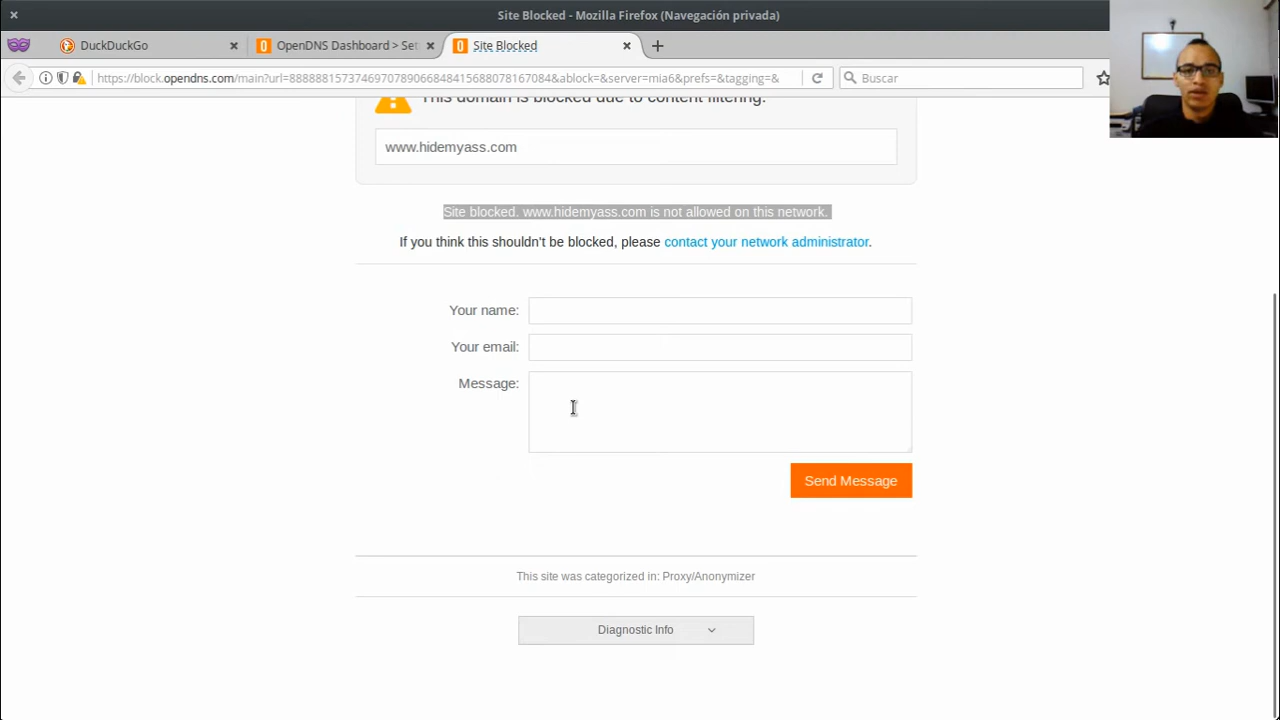 Site Blocked - Mozilla Firefox (Navegación privada)
DuckDuckGo
OpenDNS Dashboard > Set
Site Blocked
https://block.opendns.com/main?url=88888815737469707890668484156880781670848&ablock=&server=mia6&prefs=&tagging=&
Buscar
This domain is blocked due to content filtering.
www.hidemyass.com
Site blocked. www.hidemyass.com is not allowed on this network.
If you think this shouldn't be blocked, please contact your network administrator.
Your name:
Your email:
Message:
Send Message
This site was categorized in: Proxy/Anonymizer
Diagnostic Info